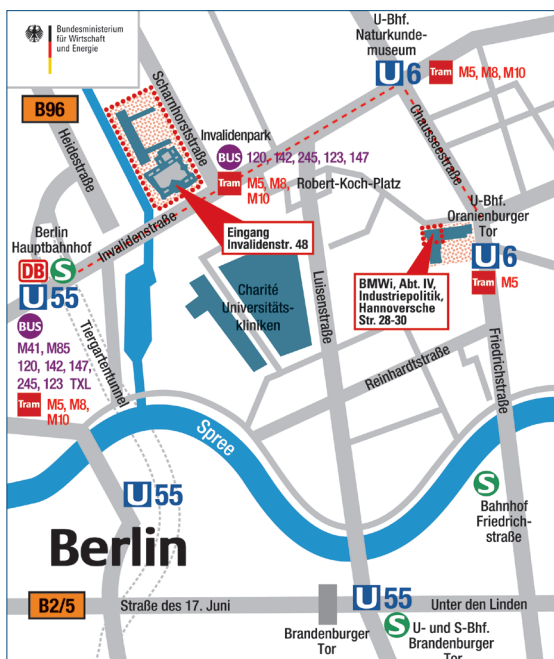 Bundesministerium
für Wirtschaft
und Energie
U-Bhf.
Naturkunde-
museum
U6
Tram M5, M8, M10
B96
Heidestraße
Scharnhorststraße
Invalidenpark
BUS 120, 142, 245, 123, 147
Tram M5, M8, Robert-Koch-Platz
M10
Chausseestraße
U-Bhf.
Oranienburger
Tor
U6
Tram M5
Berlin
Hauptbahnhof
DB S
U55
BUS
M41, M85
120, 142, 147,
245, 123 TXL
Tram M5, M8,
M10
Invalidenstraße
Eingang
Invalidenstr. 48
BMWi, Abt. IV,
Industriepolitik,
Hannoversche
Str. 28-30
Charité
Universitäts-
kliniken
Luisenstraße
Tiergartentunnel
Reinhardtstraße
Friedrichstraße
Spree
U55
S
Bahnhof
Friedrich-
straße
Berlin
B2/5
Straße des 17. Juni
Brandenburger
Tor
U55
Unter den Linden
S U- und S-Bhf.
Brandenburger
Tor